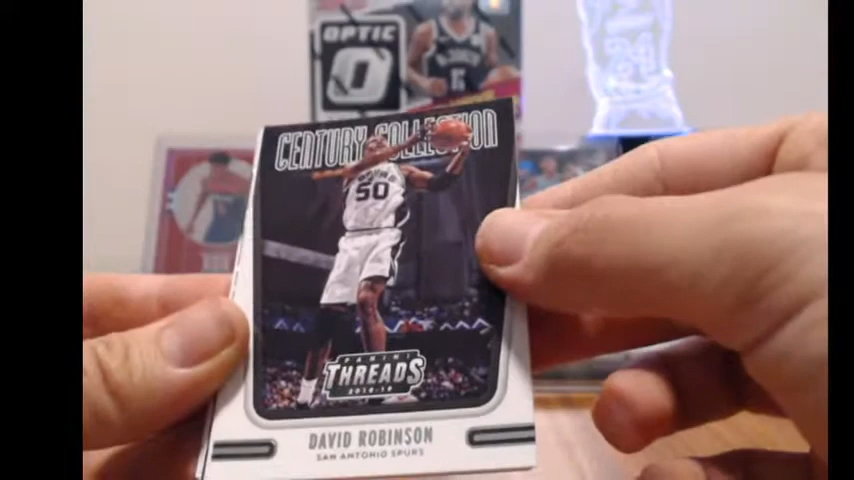 OPTIC
CENTURY COLLECTION
50
PANINI
THREADS
2018-19
DAVID ROBINSON
SAN ANTONIO SPURS